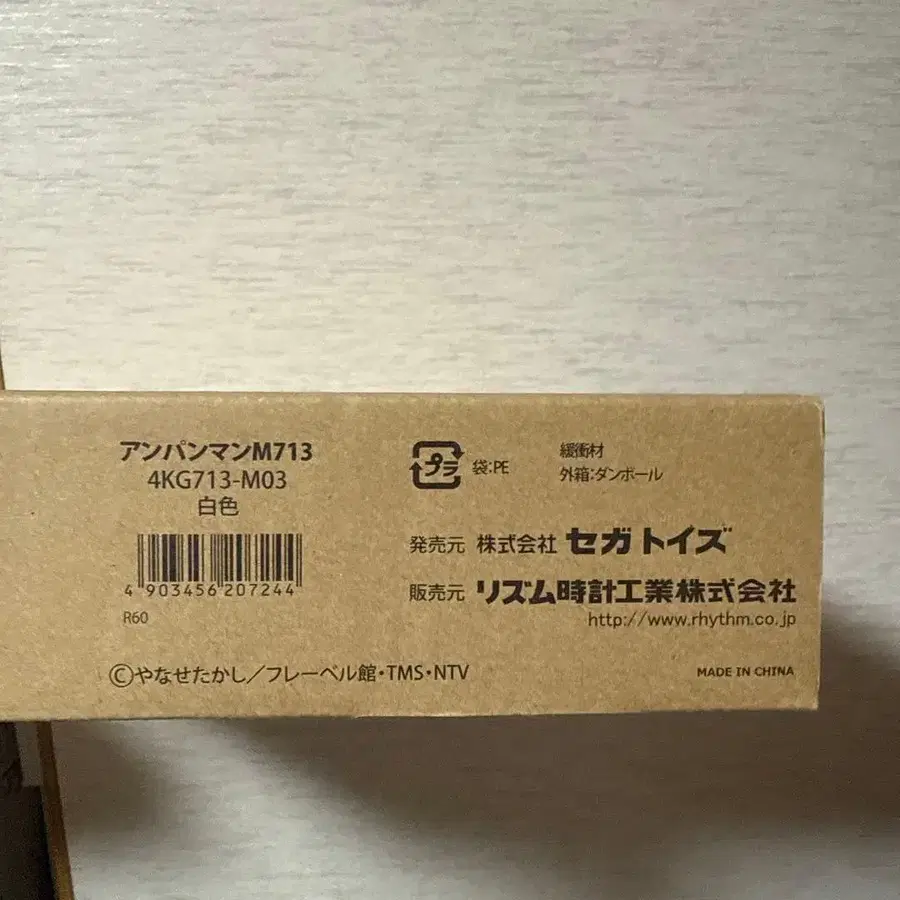 アンパンマンM713
4KG713-M03
白色
4 903456 207244
R60
プラ 袋:PE
緩衝材
外箱:ダンボール
発売元 株式会社 セガトイズ
販売元 リズム時計工業株式会社
http://www.rhythm.co.jp
©やなせたかし/フレーベル館・TMS・NTV
MADE IN CHINA